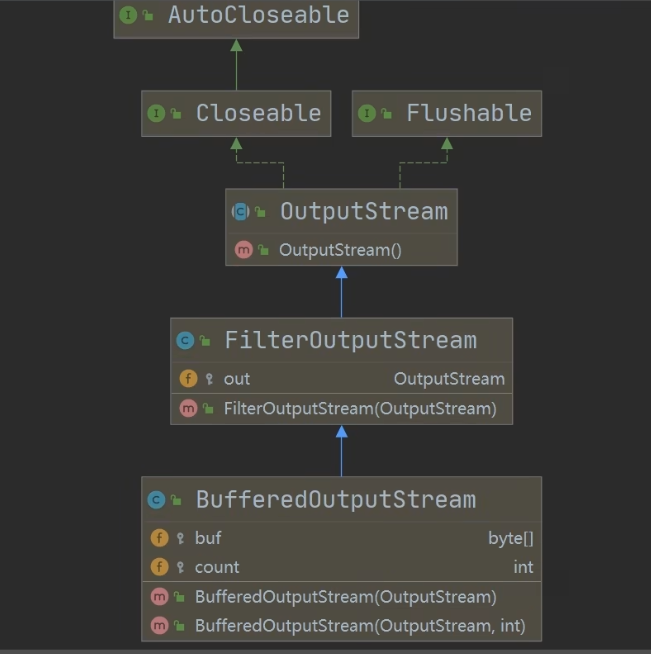 AutoCloseable
Closeable
Flushable
OutputStream
OutputStream()
FilterOutputStream
out OutputStream
FilterOutputStream(OutputStream)
BufferedOutputStream
buf byte[]
count int
BufferedOutputStream(OutputStream)
BufferedOutputStream(OutputStream, int)